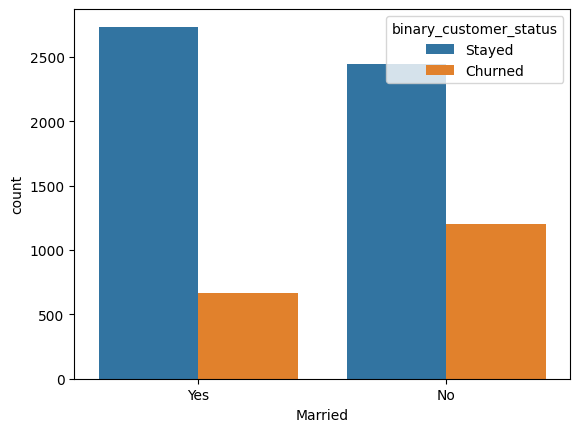 binary_customer_status
Stayed
Churned
2500
2000
1500
1000
500
0
count
Yes
No
Married